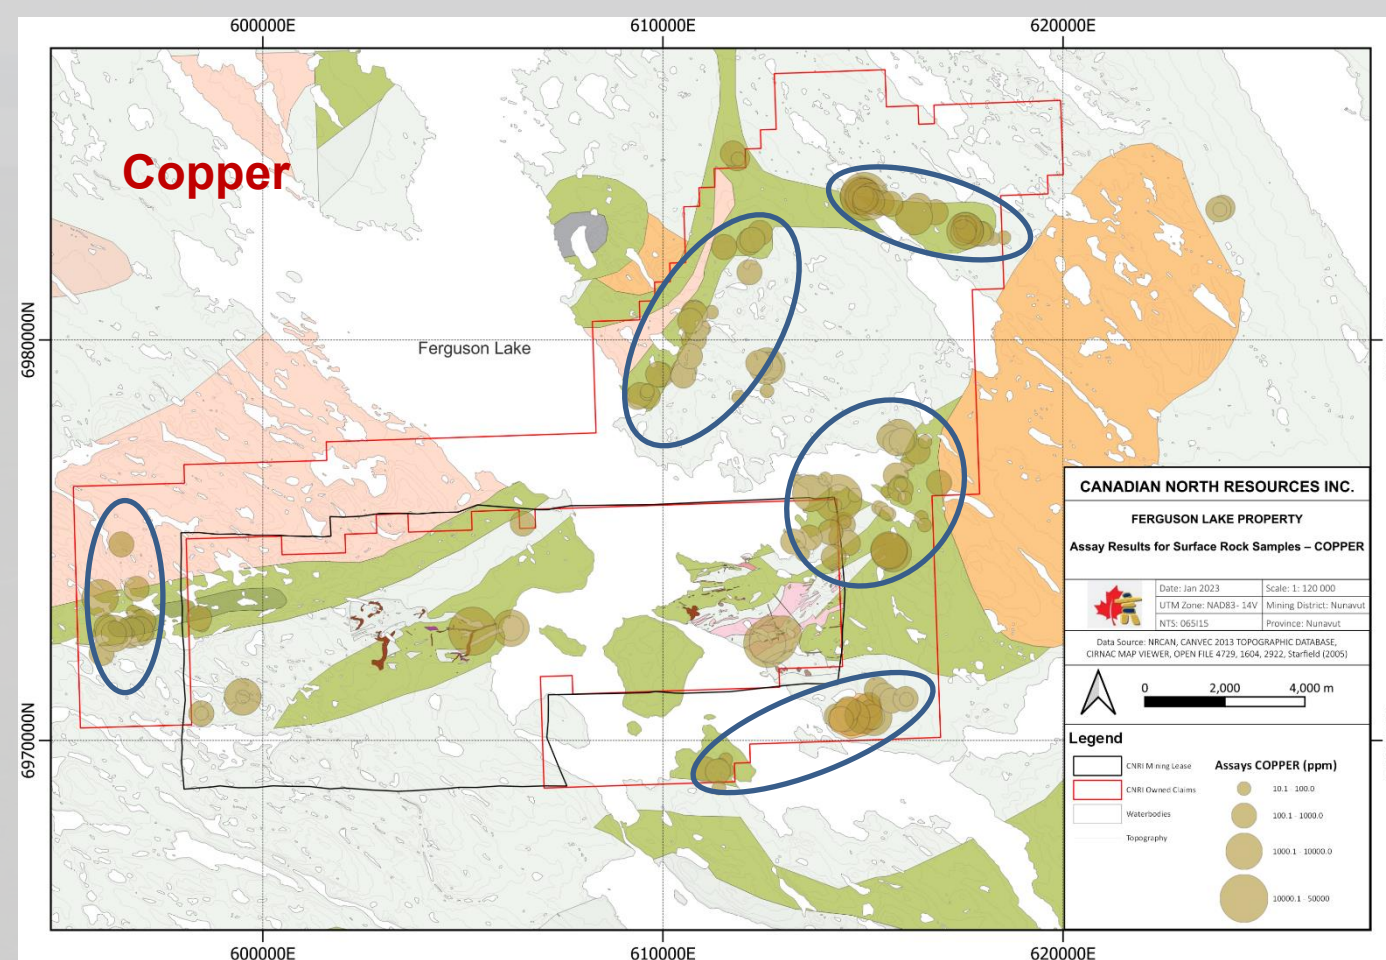 600000E
610000E
620000E
Copper
6980000N
Ferguson Lake
CANADIAN NORTH RESOURCES INC.
FERGUSON LAKE PROPERTY
Assay Results for Surface Rock Samples – COPPER
Date: Jan 2023
Scale: 1: 120 000
UTM Zone: NAD83- 14V
Mining District: Nunavut
NTS: 065I15
Province: Nunavut
Data Source: NRCAN, CANVEC 2013 TOPOGRAPHIC DATABASE,
CIRNAC MAP VIEWER, OPEN FILE 4729, 1604, 2922, Starfield (2005)
0
2,000
4,000 m
6970000N
Legend
CNRI Mining Lease
CNRI Owned Claims
Waterbodies
Topography
Assays COPPER (ppm)
10.1 - 100.0
100.1 - 1000.0
1000.1 - 10000.0
10000.1 - 50000
600000E
610000E
620000E